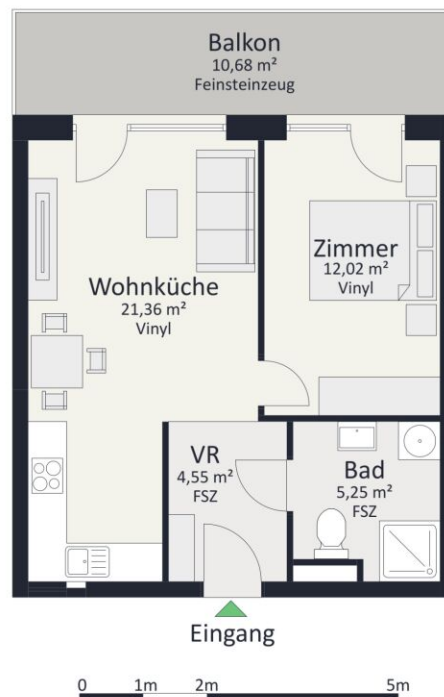 Balkon
10,68 m²
Feinsteinzeug
Zimmer
12,02 m²
Vinyl
Wohnküche
21,36 m²
Vinyl
VR
4,55 m²
FSZ
Bad
5,25 m²
FSZ
Eingang
0 1m 2m 5m